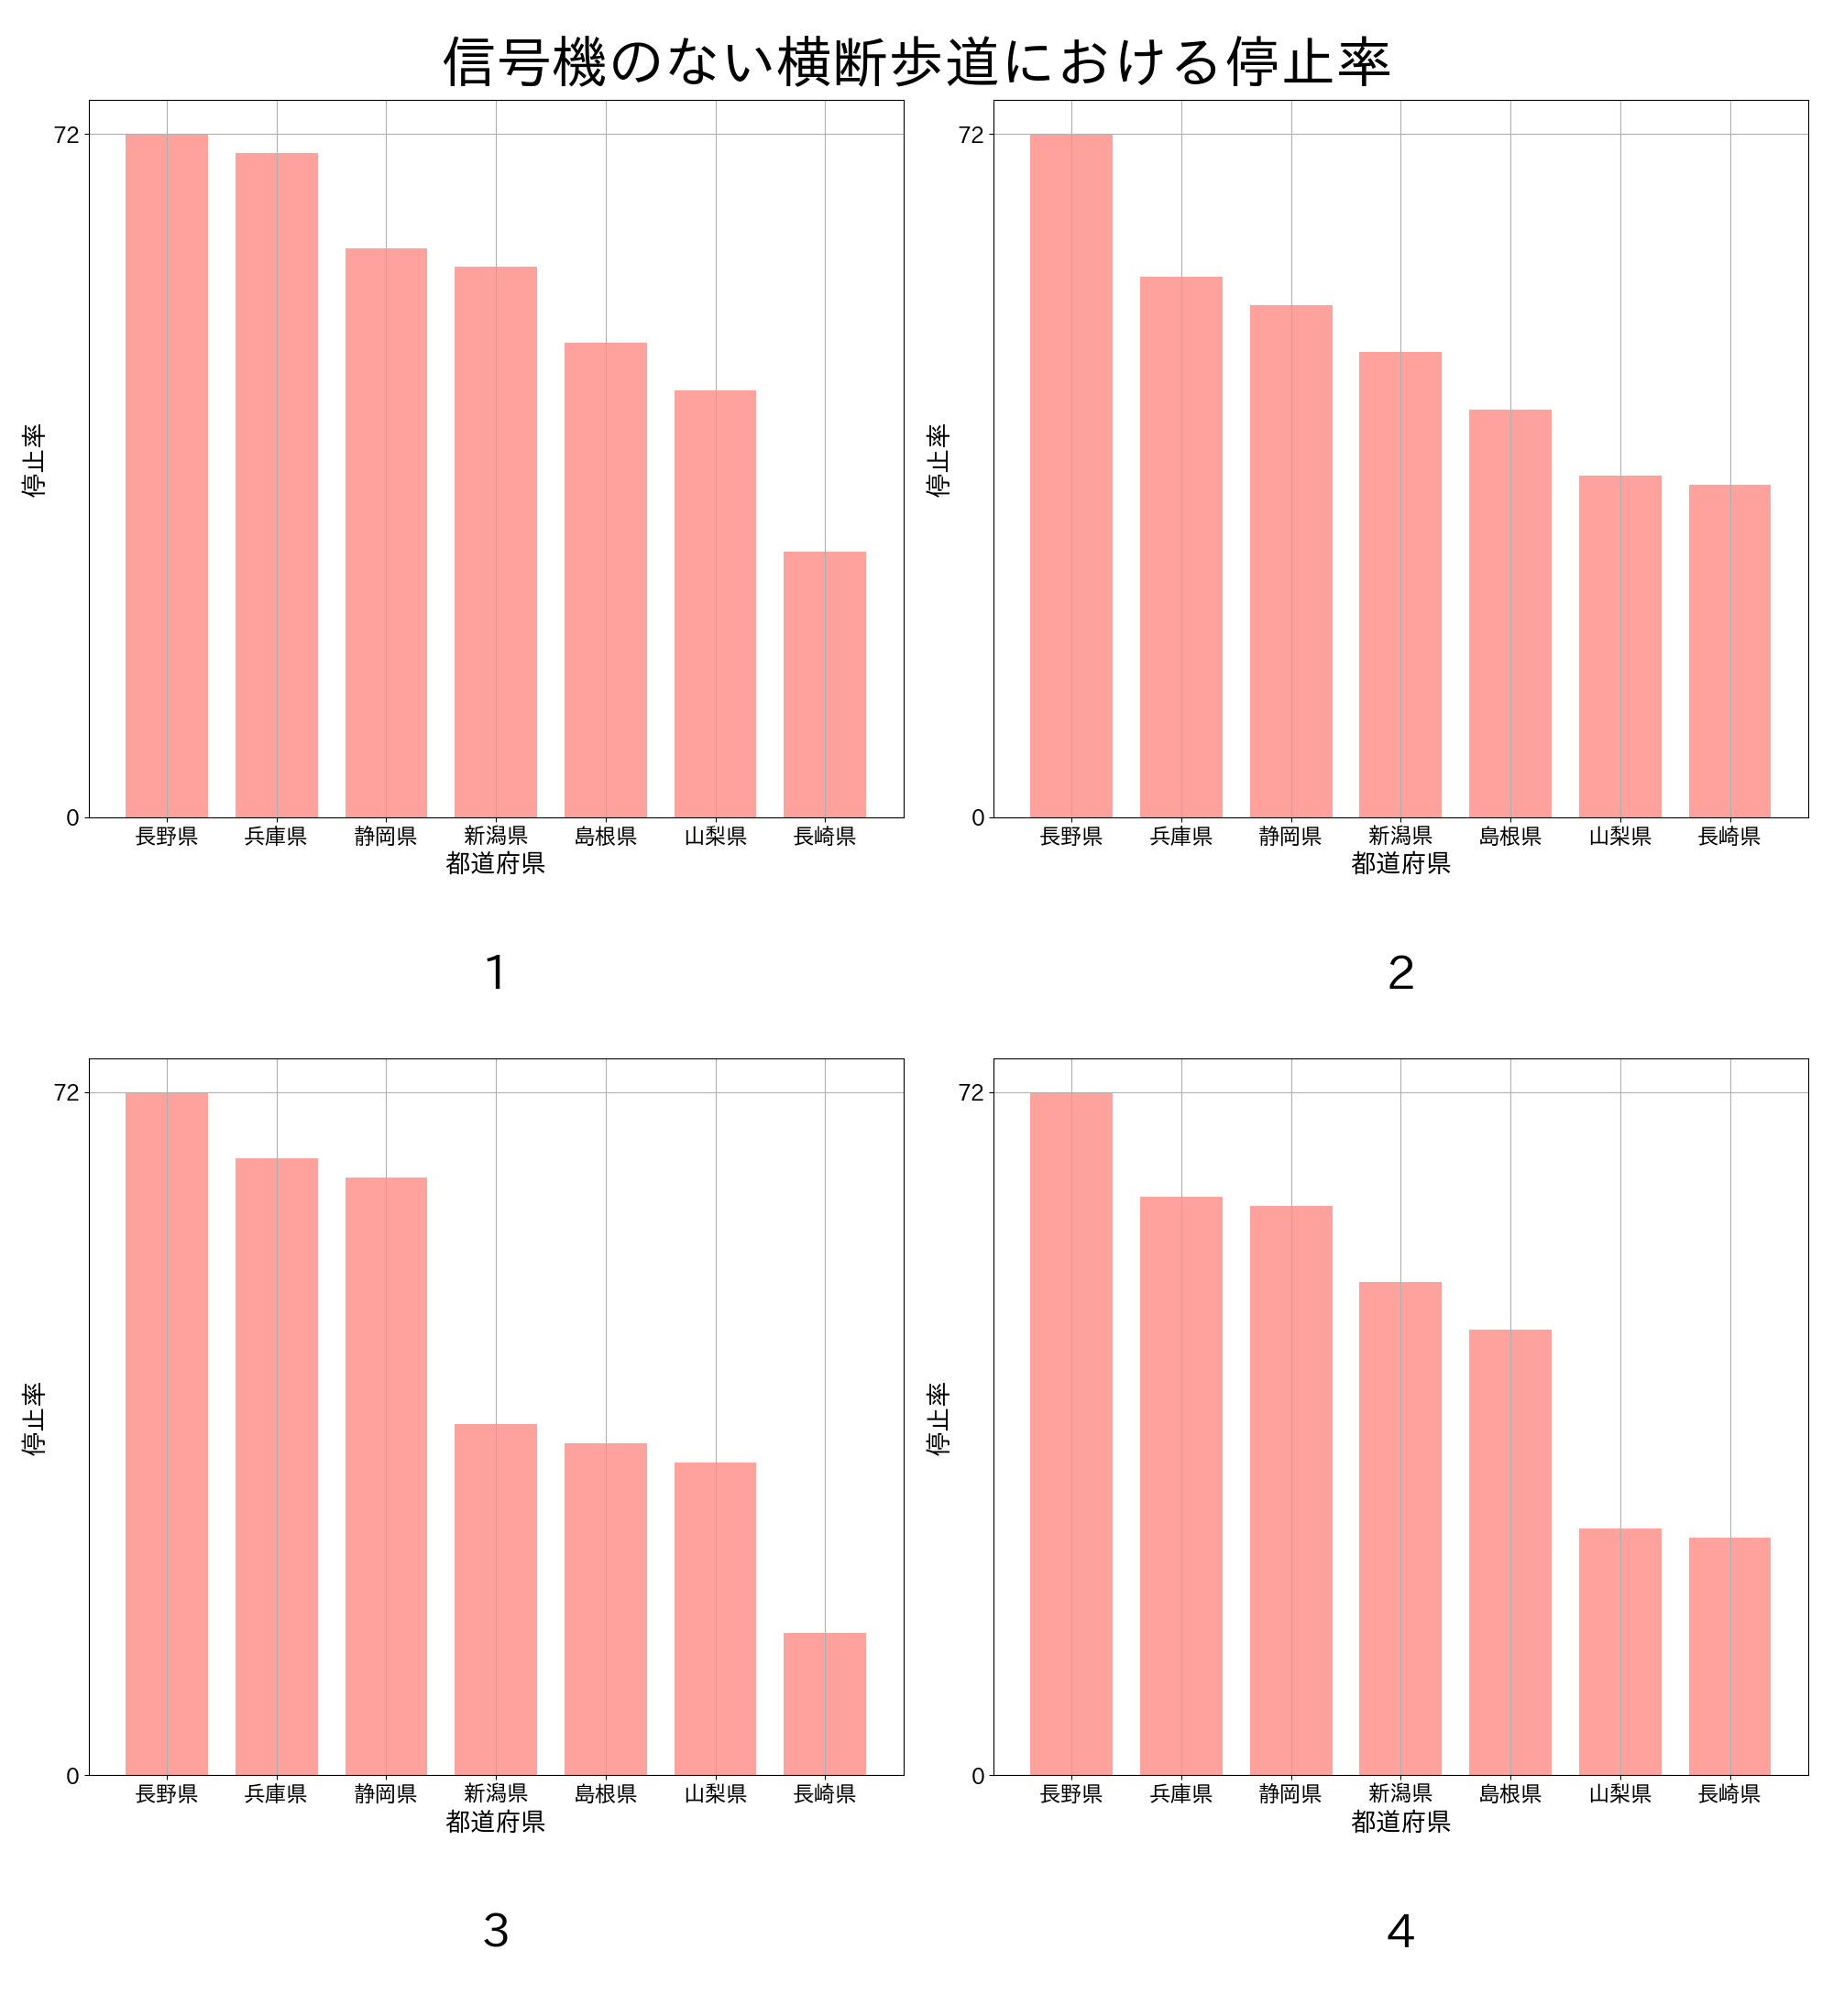 信号機のない横断歩道における停止率
72
停止率
0
長野県 兵庫県 静岡県 新潟県 島根県 山梨県 長崎県
都道府県
1
72
停止率
0
長野県 兵庫県 静岡県 新潟県 島根県 山梨県 長崎県
都道府県
2
72
停止率
0
長野県 兵庫県 静岡県 新潟県 島根県 山梨県 長崎県
都道府県
3
72
停止率
0
長野県 兵庫県 静岡県 新潟県 島根県 山梨県 長崎県
都道府県
4